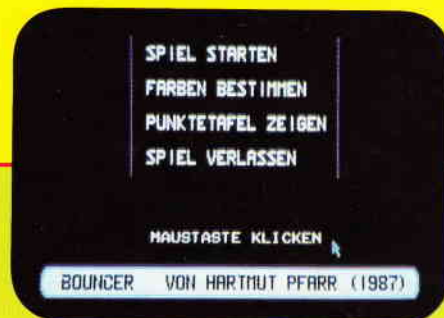 SPIEL STARTEN
FARBEN BESTIMMEN
PUNKTETAFEL ZEIGEN
SPIEL VERLASSEN
MAUSTASTE KLICKEN
BOUNCER VON HARTMUT PFARR (1987)